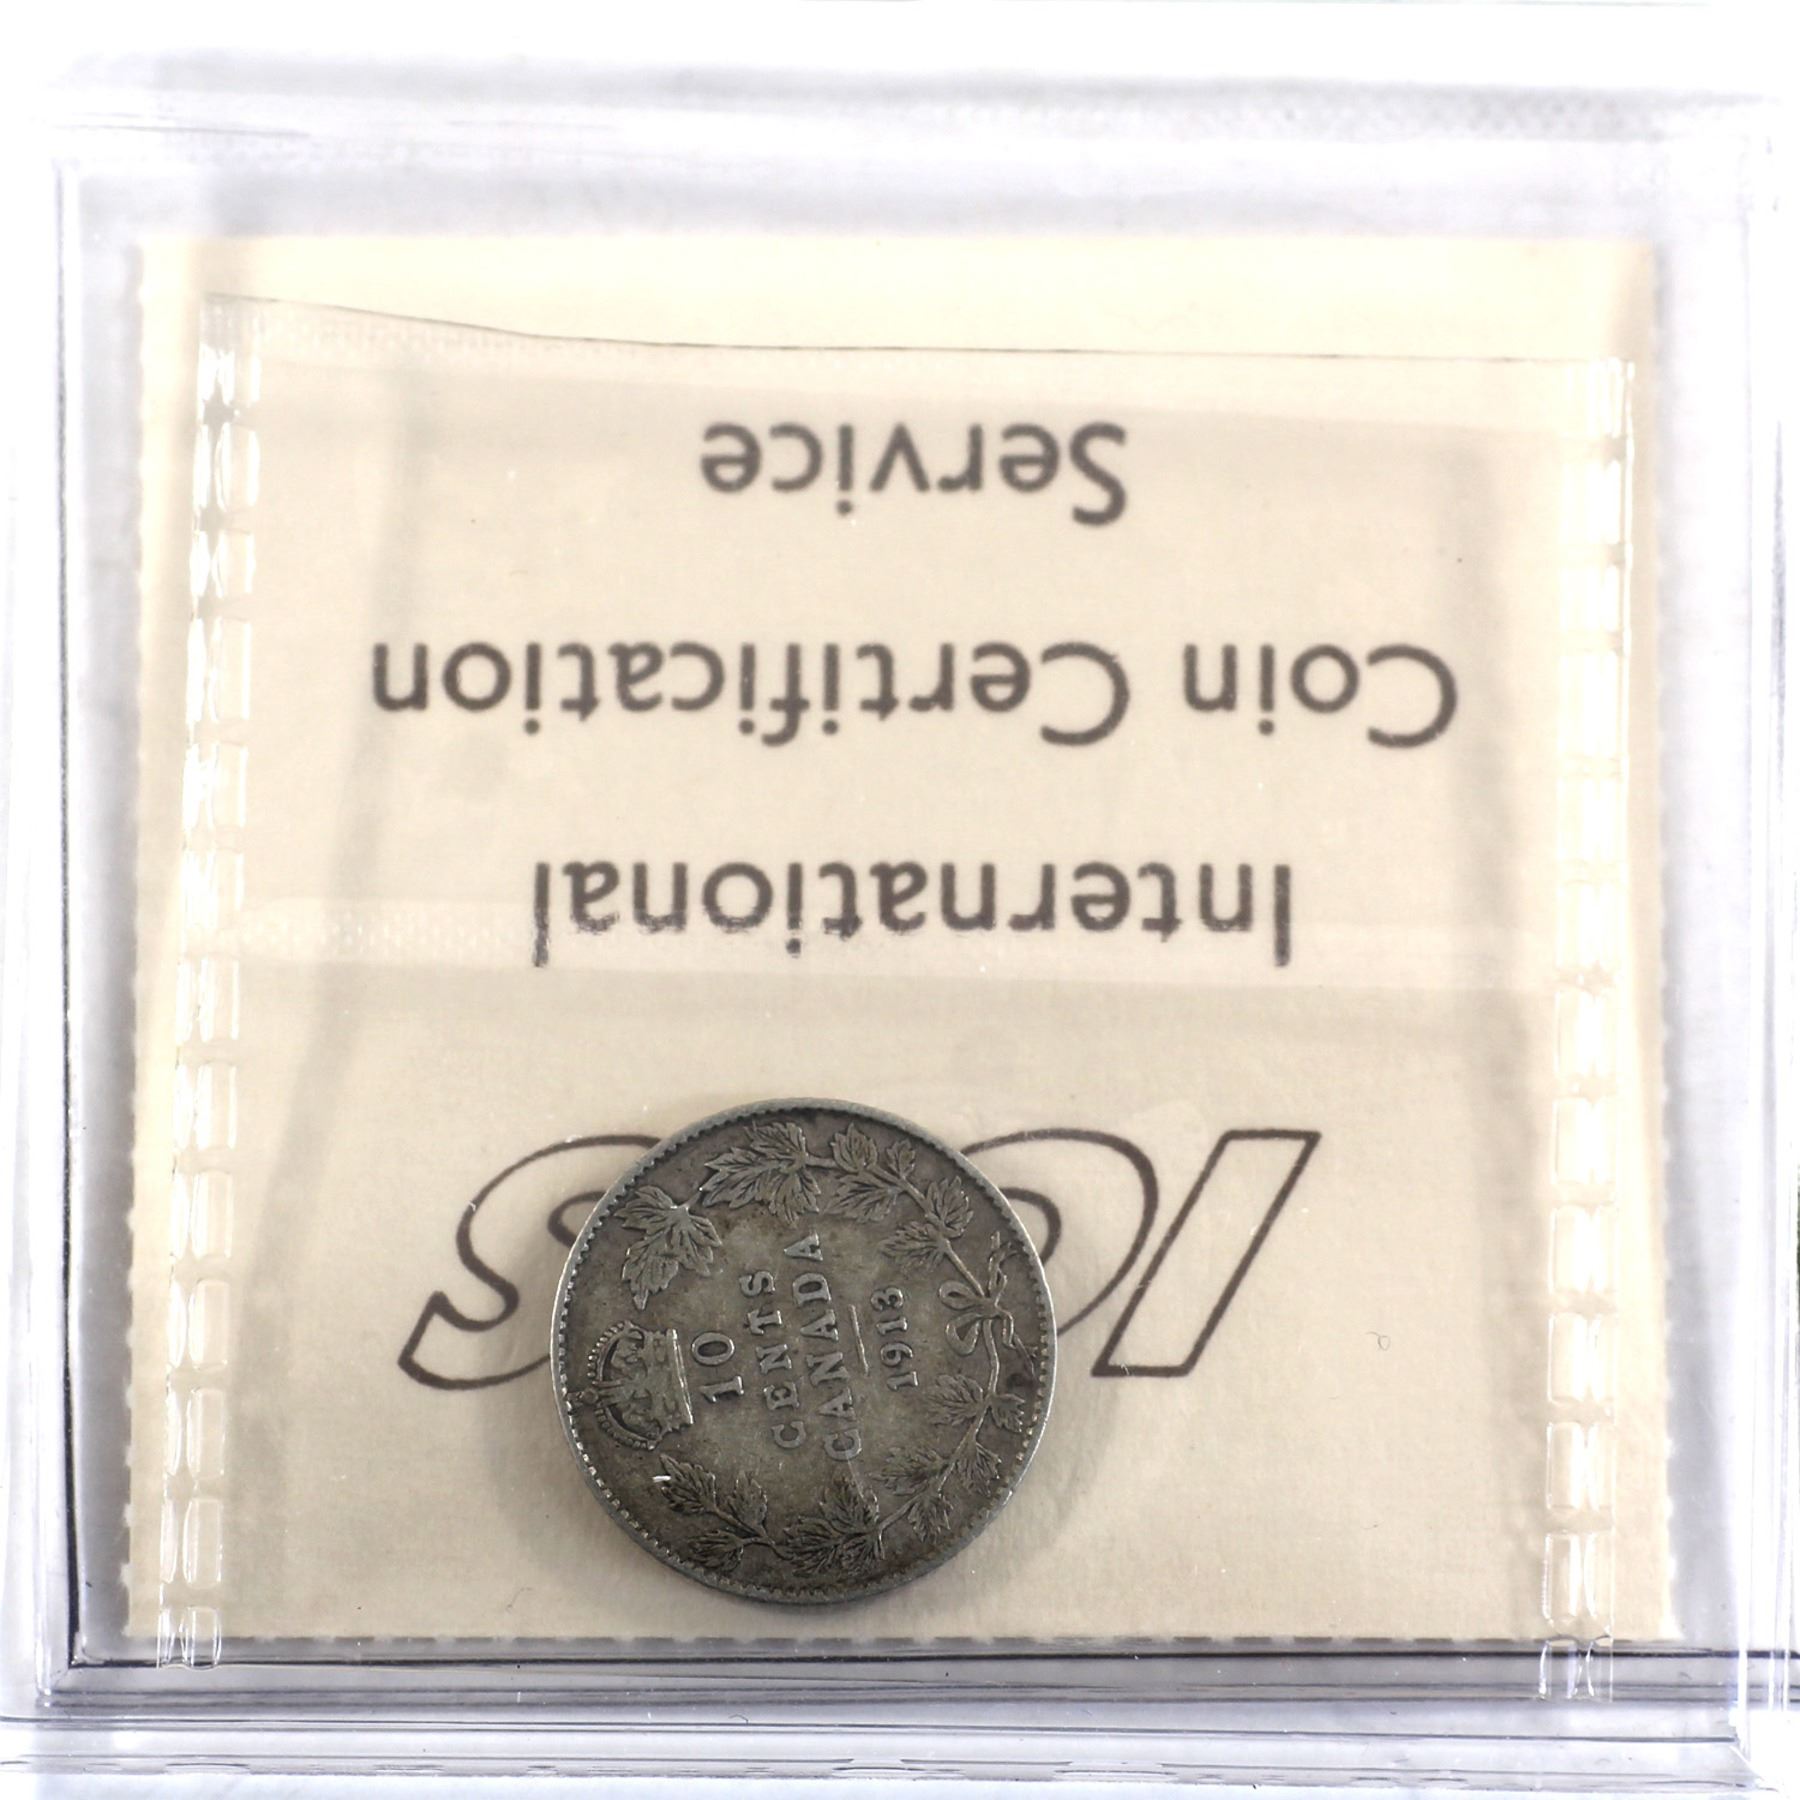 ICCS
International
Coin Certification
Service
10
CENTS
CANADA
1913